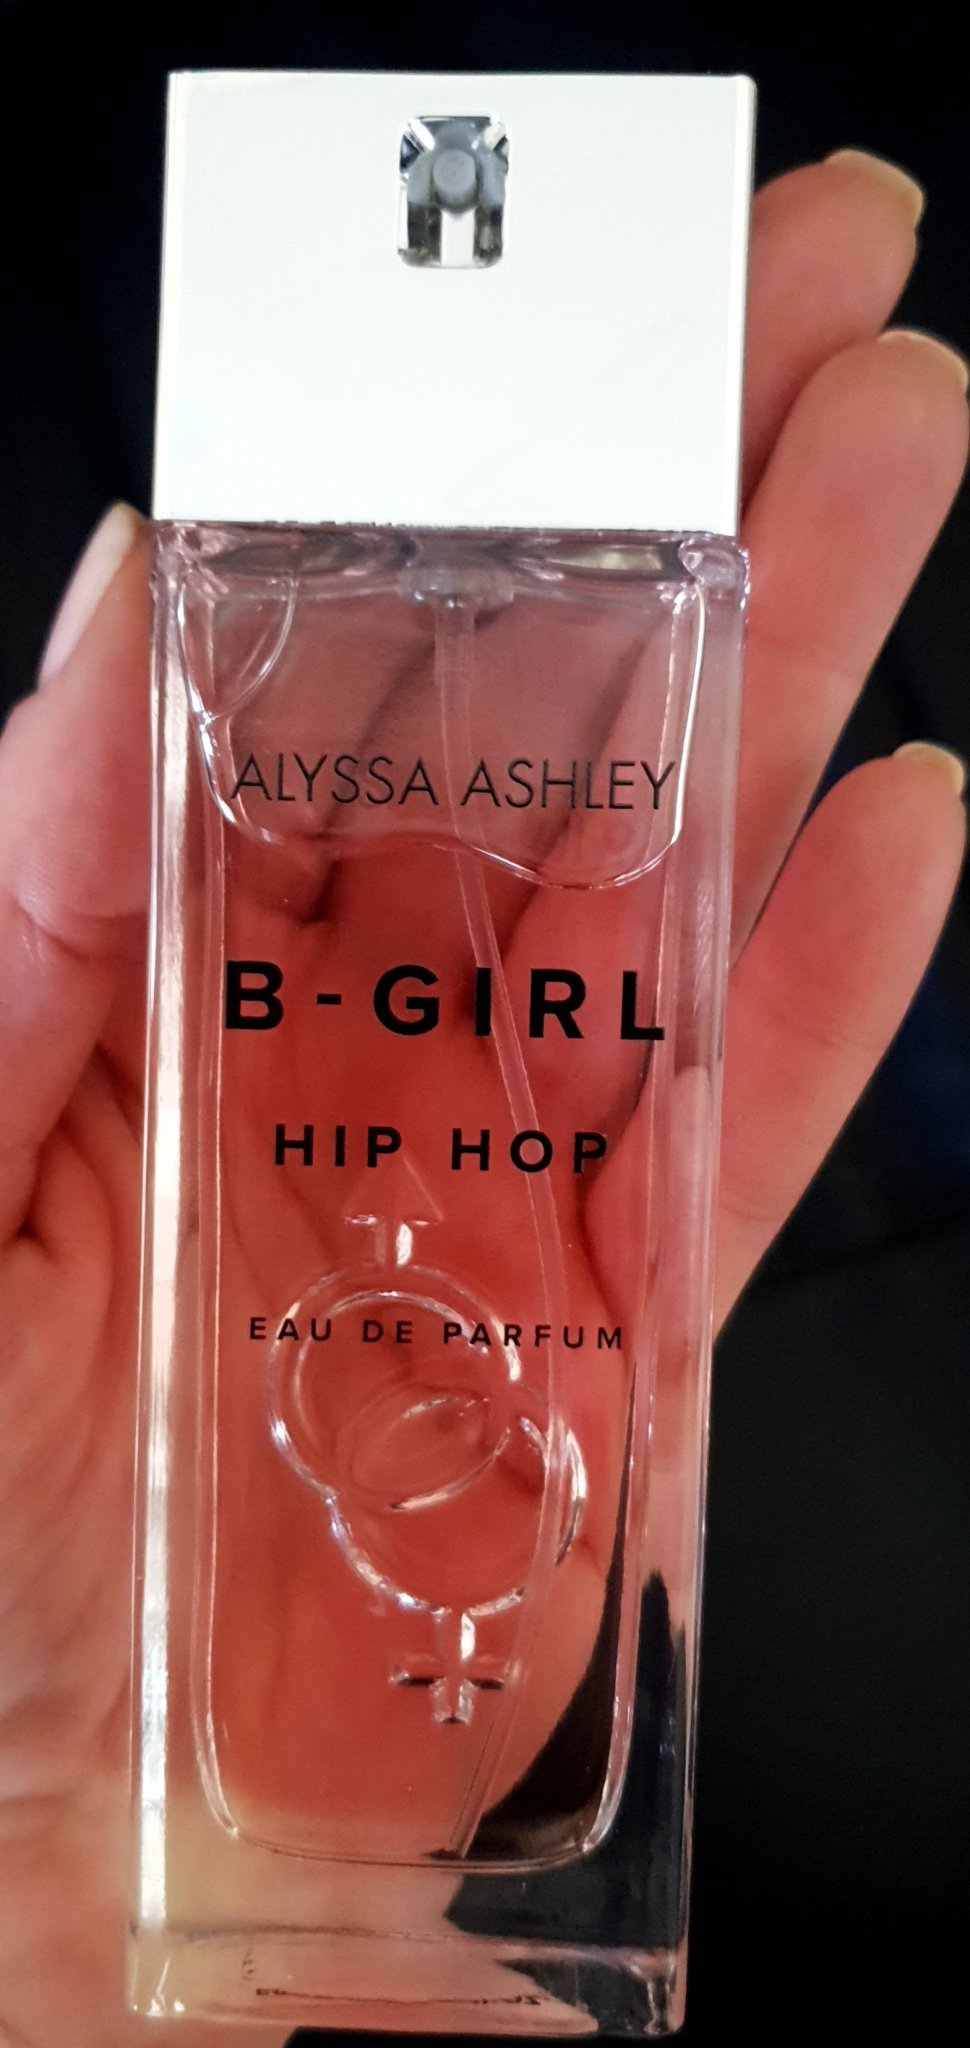 ALYSSA ASHLEY
B-GIRL
HIP HOP
EAU DE PARFUM